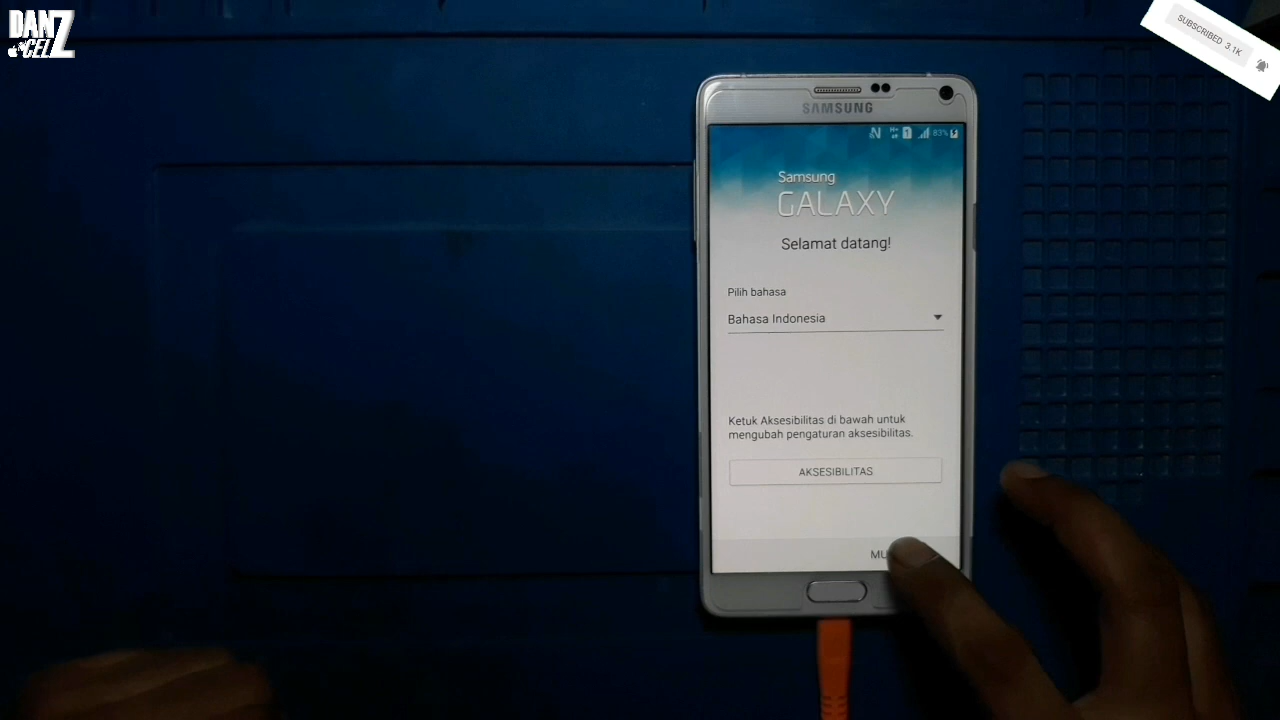 DANZ
CELL
SUBSCRIBED 3.1K
SAMSUNG
83%
Samsung
GALAXY
Selamat datang!
Pilih bahasa
Bahasa Indonesia
Ketuk Aksesibilitas di bawah untuk
mengubah pengaturan aksesibilitas.
AKSESIBILITAS